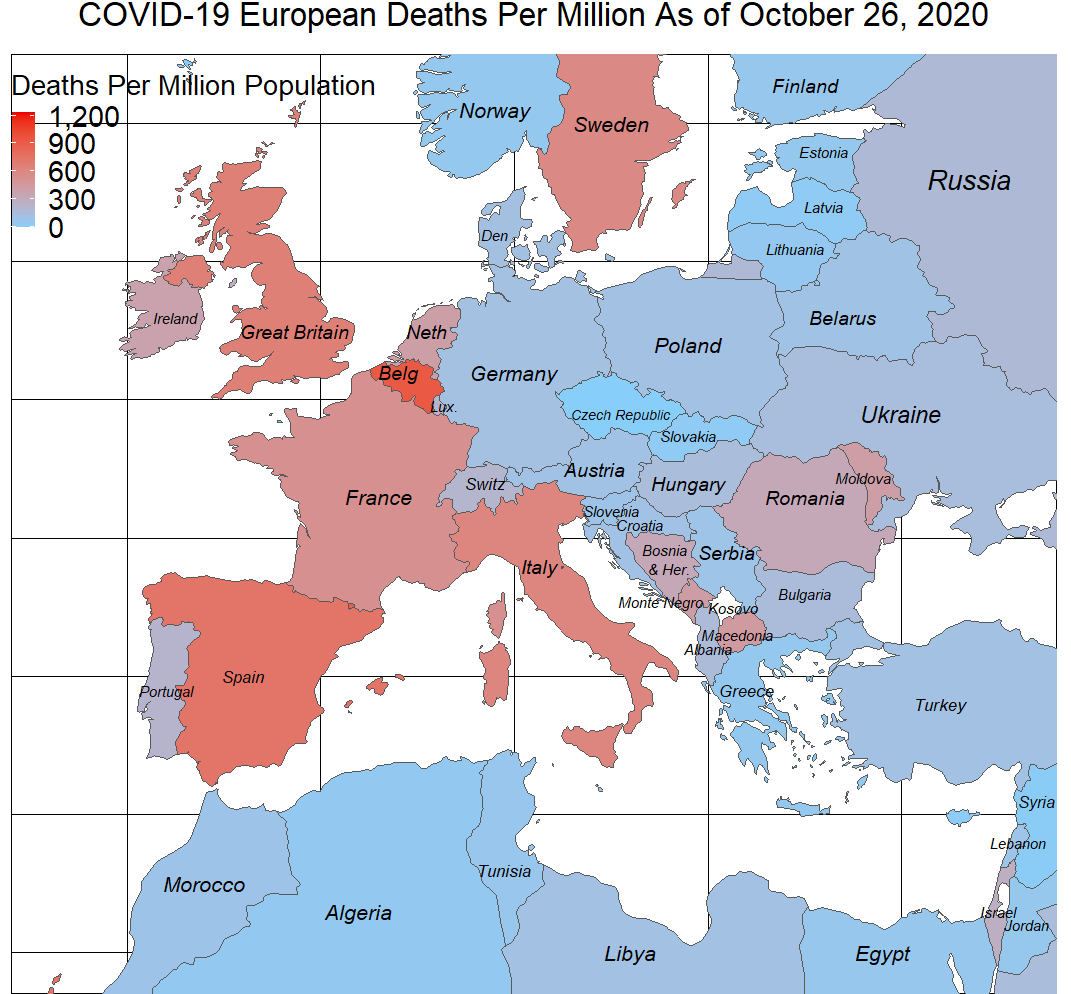 COVID-19 European Deaths Per Million As of October 26, 2020
Deaths Per Million Population
1,200
900
600
300
0
Norway
Sweden
Finland
Estonia
Russia
Latvia
Den
Lithuania
Ireland
Great Britain
Neth
Belarus
Poland
Belg
Germany
Lux.
Czech Republic
Ukraine
Slovakia
Austria
Switz
Hungary
Moldova
France
Romania
Slovenia
Croatia
Bosnia
& Her.
Serbia
Italy
Bulgaria
Monte Negro
Kosovo
Macedonia
Albania
Spain
Portugal
Greece
Turkey
Syria
Lebanon
Tunisia
Morocco
Algeria
Israel
Jordan
Libya
Egypt